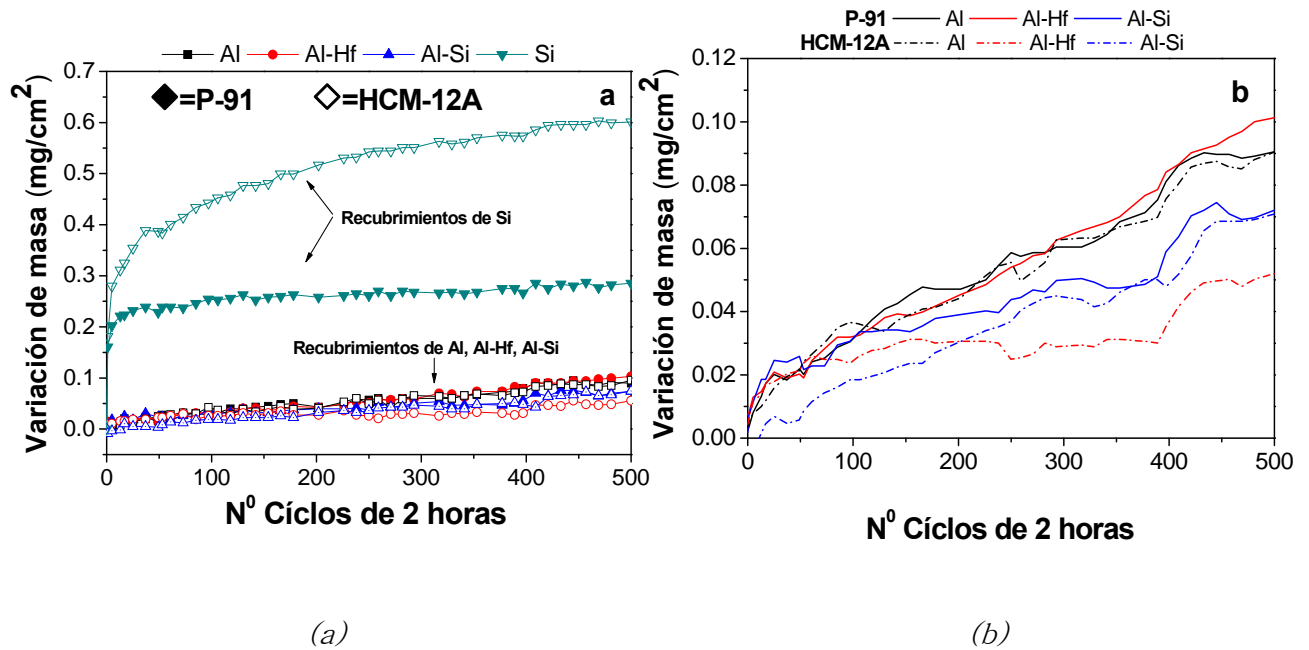 (a)
Al Al-Hf Al-Si Si
0.7
0.6
0.5
0.4
0.3
0.2
0.1
0.0
Variación de masa (mg/cm2)
=P-91 =HCM-12A
a
Recubrimientos de Si
Recubrimientos de Al, Al-Hf, Al-Si
0 100 200 300 400 500
N0 Cíclos de 2 horas
(a)
P-91 Al Al-Hf Al-Si
HCM-12A Al Al-Hf Al-Si
0.12
0.10
0.08
0.06
0.04
0.02
0.00
Variación de masa (mg/cm2)
b
0 100 200 300 400 500
N0 Cíclos de 2 horas
(b)